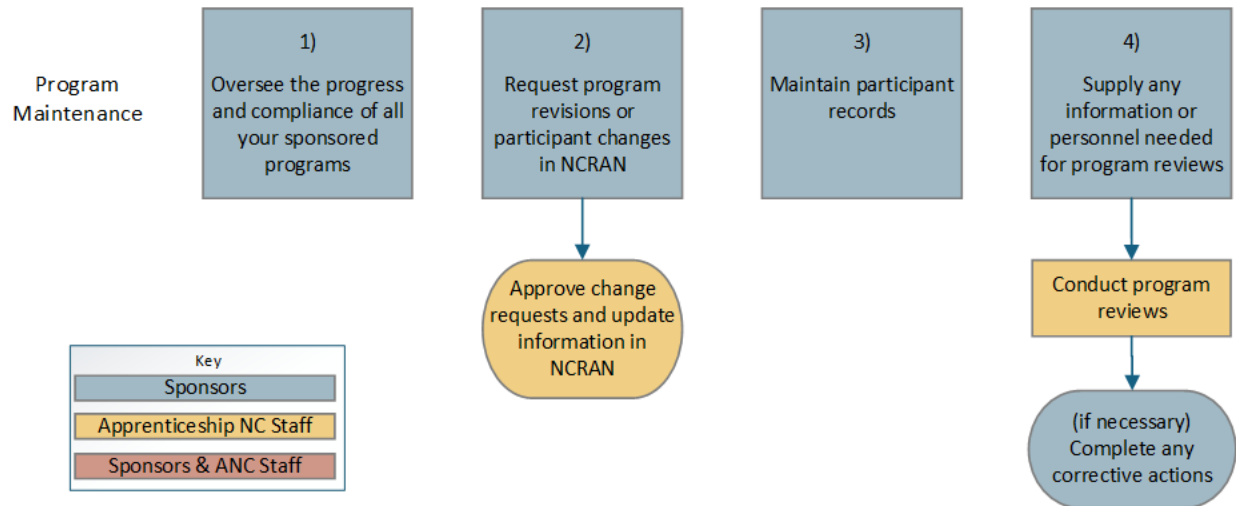 Program
Maintenance
1)
Oversee the progress
and compliance of all
your sponsored
programs
2)
Request program
revisions or
participant changes
in NCRAN
3)
Maintain participant
records
4)
Supply any
information or
personnel needed
for program reviews
Approve change
requests and update
information in
NCRAN
Conduct program
reviews
(if necessary)
Complete any
corrective actions
Key
Sponsors
Apprenticeship NC Staff
Sponsors & ANC Staff